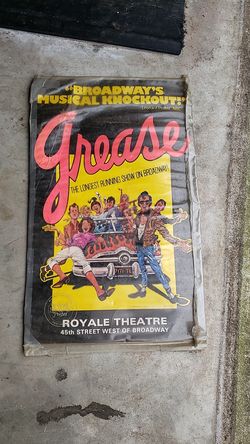 "BROADWAY'S
MUSICAL KNOCKOUT!"
Grease
THE LONGEST RUNNING SHOW ON BROADWAY
ROYALE THEATRE
45th STREET WEST OF BROADWAY